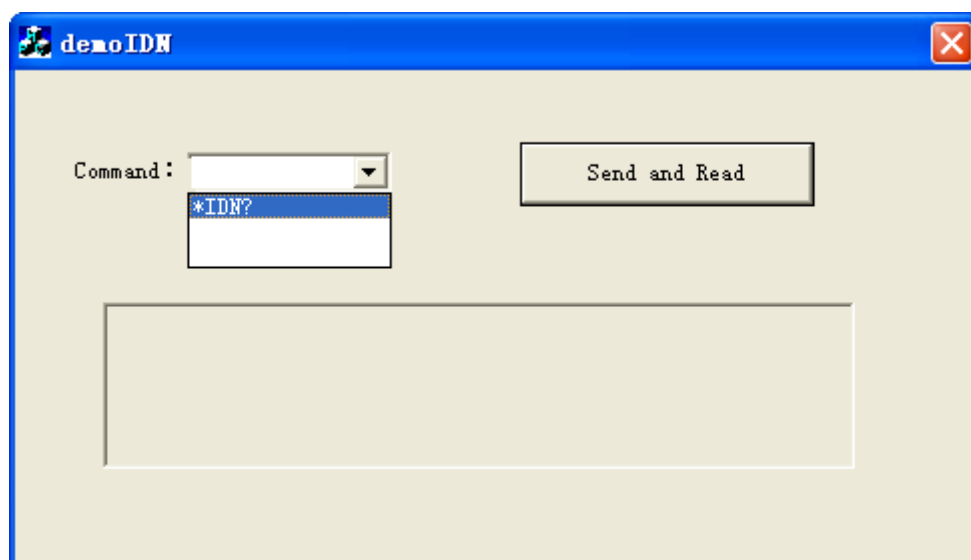 demoIDN
Command： Send and Read
*IDN?